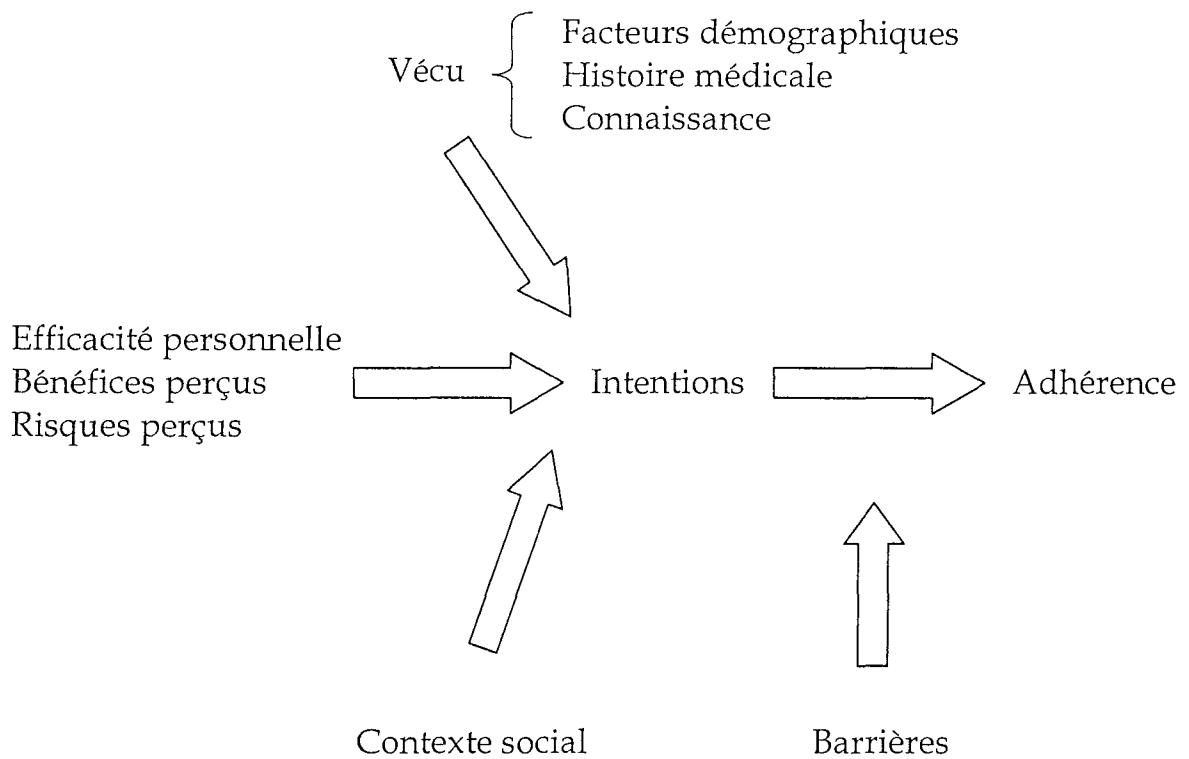 Facteurs démographiques
Vécu
Histoire médicale
Connaissance
Efficacité personnelle
Bénéfices perçus
Risques perçus
Intentions
Adhérence
Contexte social
Barrières